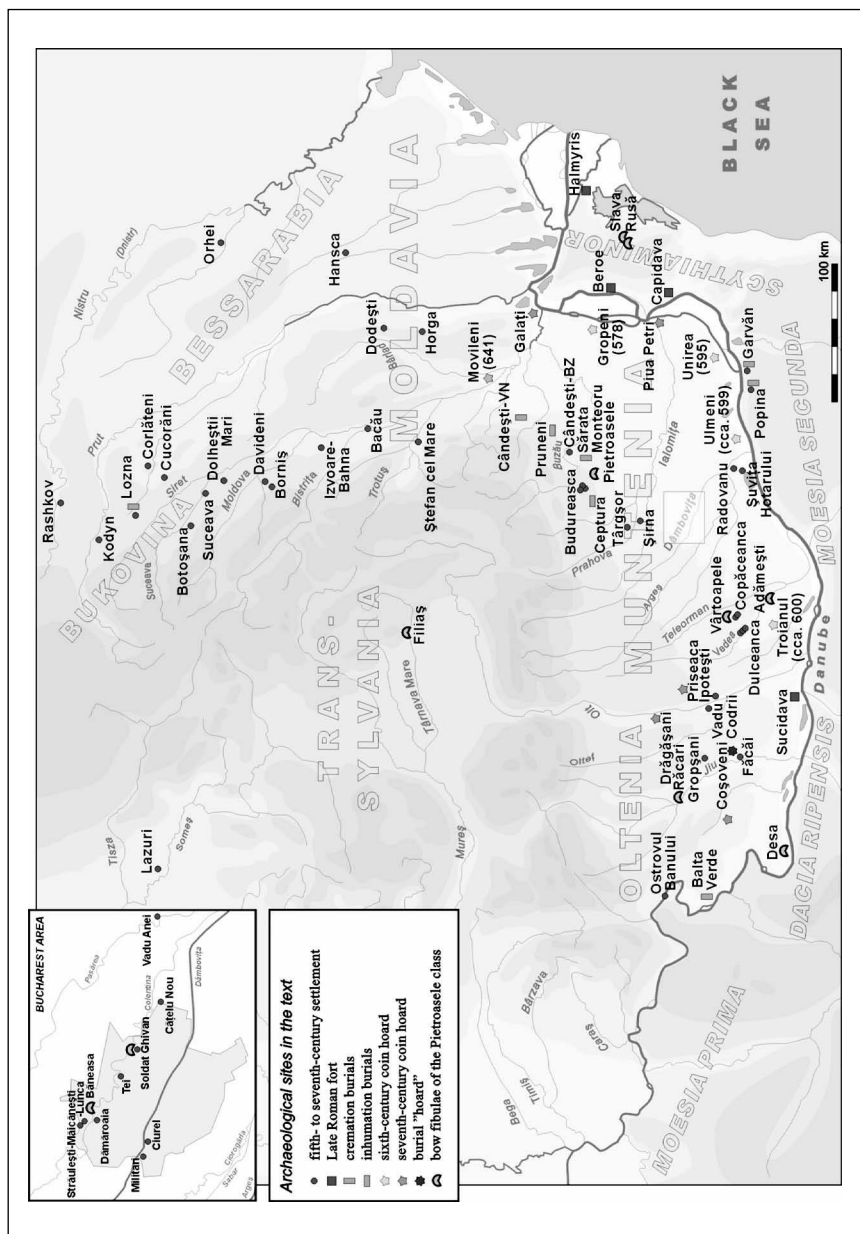 BUCHAREST AREA
Străulești-Măicănești
-Lunca
Băneasa
Dămăroaia
Tei
Soldat Ghivan
Militari
Ciurel
Cățelu Nou
Vadu Anei
Pasărea
Colentina
Dâmbovița
Ciorogârla
Sabar
Argeș
Archaeological sites in the text
fifth- to seventh-century settlement
Late Roman fort
cremation burials
inhumation burials
sixth-century coin hoard
seventh-century coin hoard
burial "hoard"
bow fibulae of the Pietroasele class
Lazuri
Tisza
Someș
TRANS-
SYLVANIA
Filiaș
Târnava Mare
Mureș
BUKOVINA
Rashkov
Kodyn
Lozna
Corlăteni
Cucorăni
Botoșana
Suceava
Dolheștii
Mari
Davideni
Borniș
Izvoare-
Bahna
Bacău
Ștefan cel Mare
Suceava
Siret
Moldova
Bistrița
Trotuș
Prut
Nistru
(Dnistr)
BESSARABIA
Orhei
Hansca
MOLDAVIA
Dodești
Horga
Bârlad
Movileni
(641)
Galați
Cândești-VN
Pruneni
Buzău
Cândești-BZ
Sărata
Monteoru
Pietroasele
Budureasca
Ceptura
Târgșor
Șirna
Prahova
Gropeni
(578)
Piua Petri
Ialomița
MUNTENIA
Dâmbovița
Argeș
Teleorman
Vedea
Unirea
(595)
Ulmeni
(cca. 599)
Radovanu
Șuvița
Hotarului
Popina
Garvăn
Vârtoapele
Copăceanca
Adămești
Dulceanca
Troianul
(cca. 600)
Priseaca
Ipotești
Olt
Olteț
Drăgășani
Răcari
Gropșani
Vadu
Codrii
Coșoveni
Jiu
Făcăi
Sucidava
Danube
OLTENIA
Ostrovul
Banului
Balta
Verde
Desa
DACIA RIPENSIS
MOESIA SECUNDA
MOESIA PRIMA
Bega
Timiș
Bârzava
Caraș
Halmyris
Beroe
Slava
Rusă
Capidava
SCYTHIA MINOR
BLACK
SEA
100 km